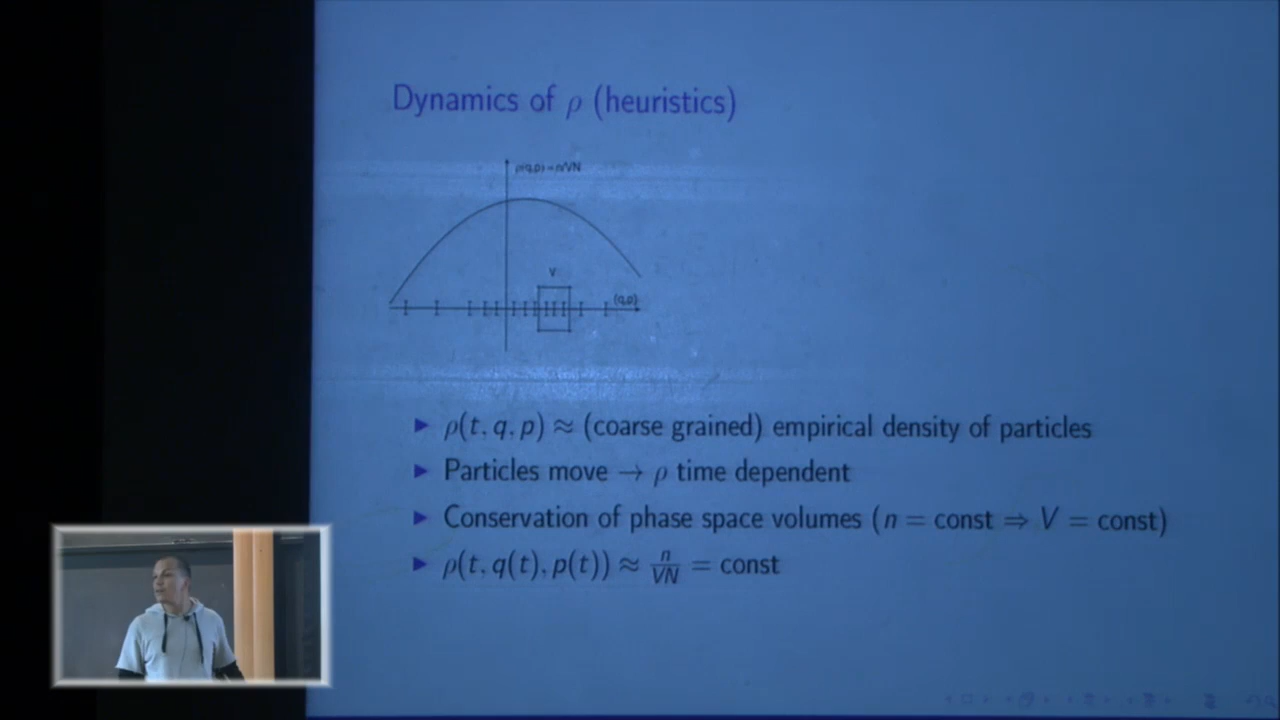 Dynamics of ρ (heuristics)
ρ(q,p)≈n/VN
V
(q,p)
▶ ρ(t, q, p) ≈ (coarse grained) empirical density of particles
▶ Particles move → ρ time dependent
▶ Conservation of phase space volumes (n = const ⇒ V = const)
▶ ρ(t, q(t), p(t)) ≈ n/VN = const